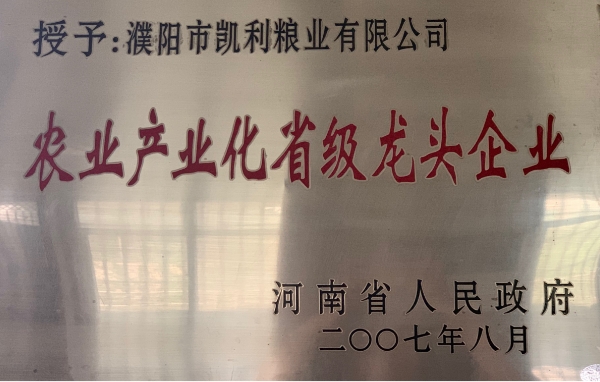 授予:濮阳市凯利粮业有限公司
农业产业化省级龙头企业
河南省人民政府
二〇〇七年八月